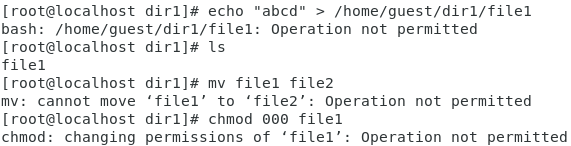 [root@localhost dir1]# echo "abcd" > /home/guest/dir1/file1
bash: /home/guest/dir1/file1: Operation not permitted
[root@localhost dir1]# ls
file1
[root@localhost dir1]# mv file1 file2
mv: cannot move ‘file1’ to ‘file2’: Operation not permitted
[root@localhost dir1]# chmod 000 file1
chmod: changing permissions of ‘file1’: Operation not permitted